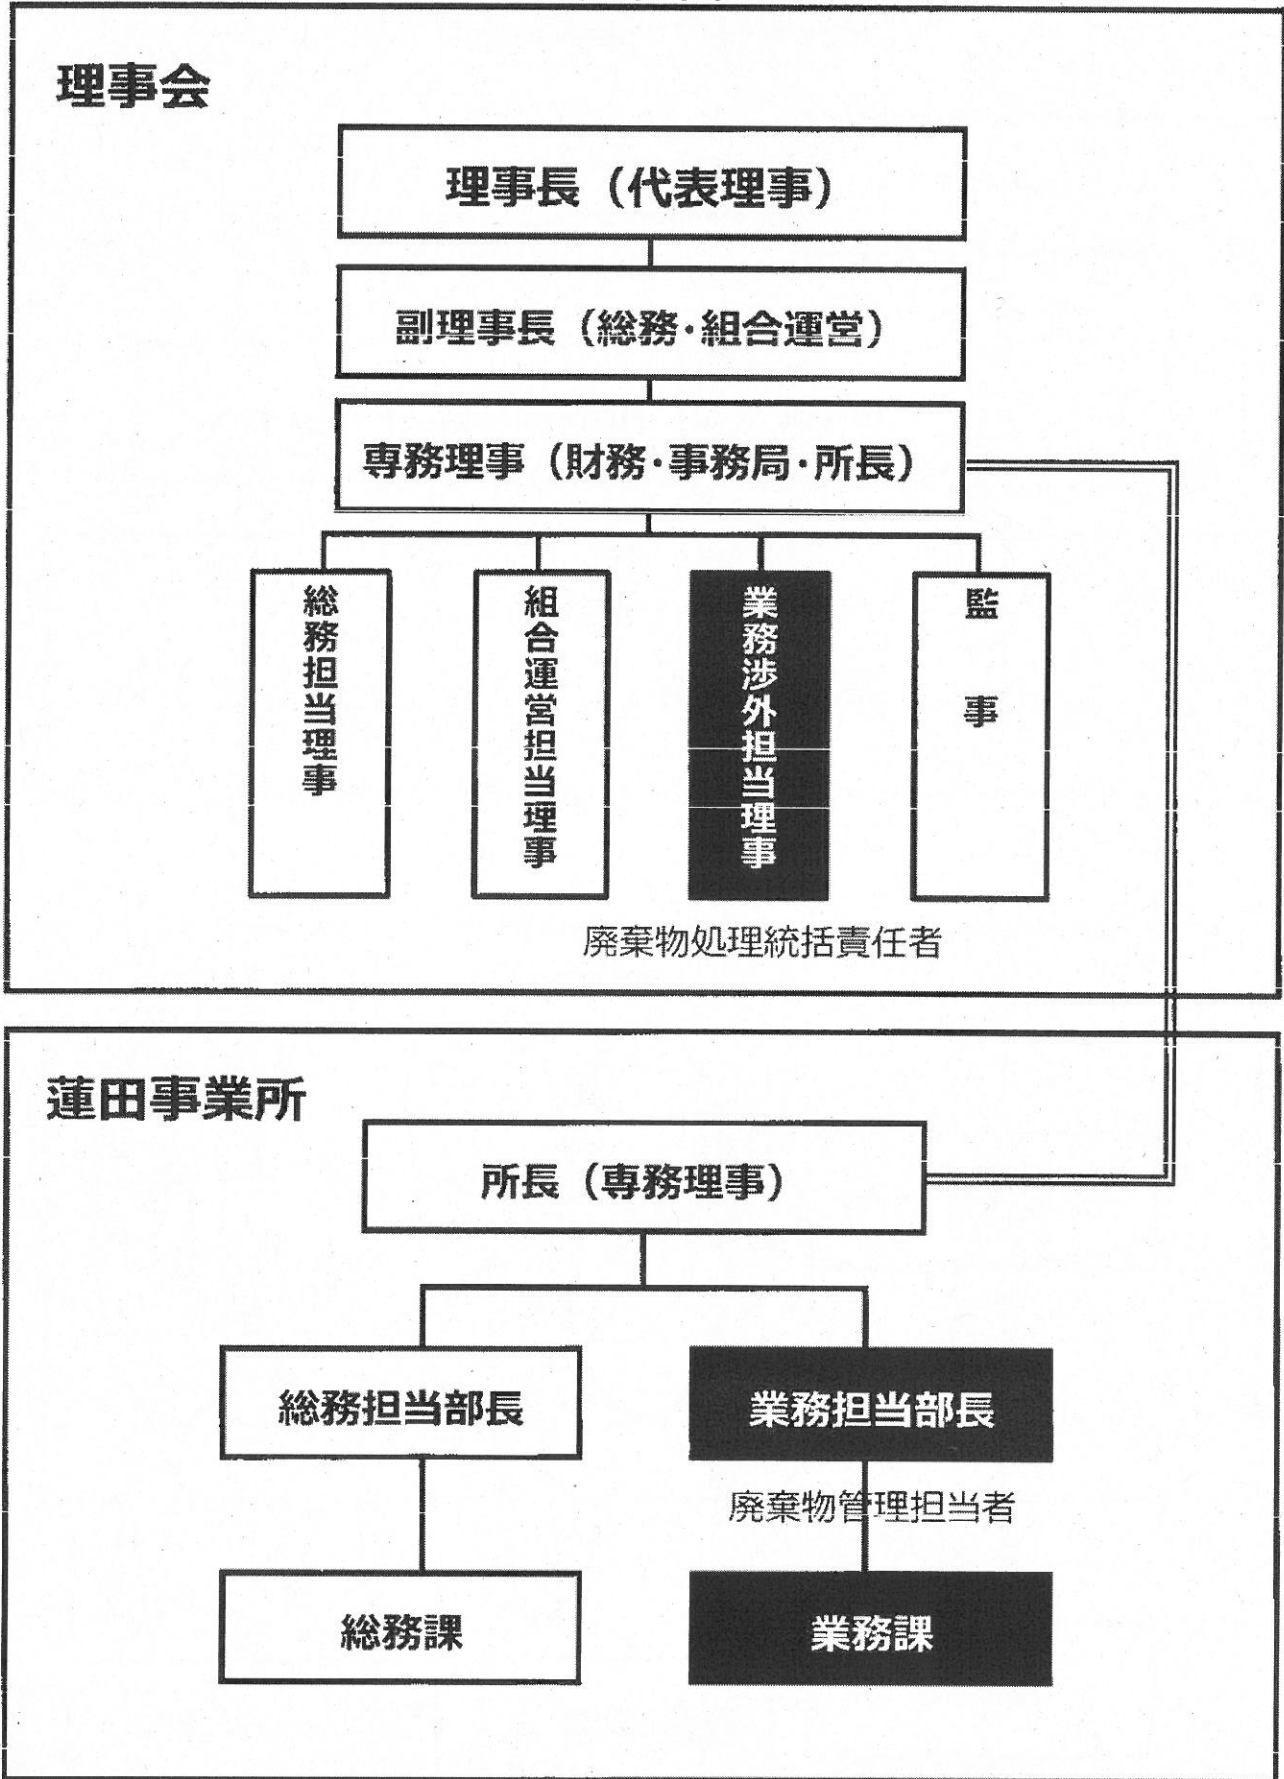 理事会
理事長（代表理事）
副理事長（総務・組合運営）
専務理事（財務・事務局・所長）
総務担当理事
組合運営担当理事
業務渉外担当理事
監事
廃棄物処理統括責任者
蓮田事業所
所長（専務理事）
総務担当部長
業務担当部長
廃棄物管理担当者
総務課
業務課